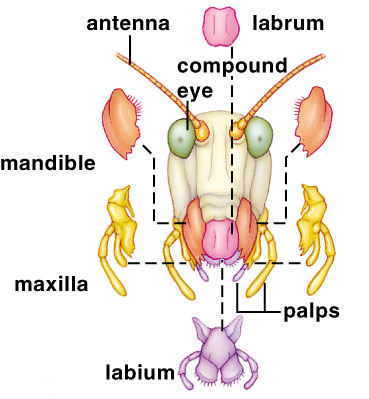 antenna
labrum
compound
eye
mandible
maxilla
palps
labium